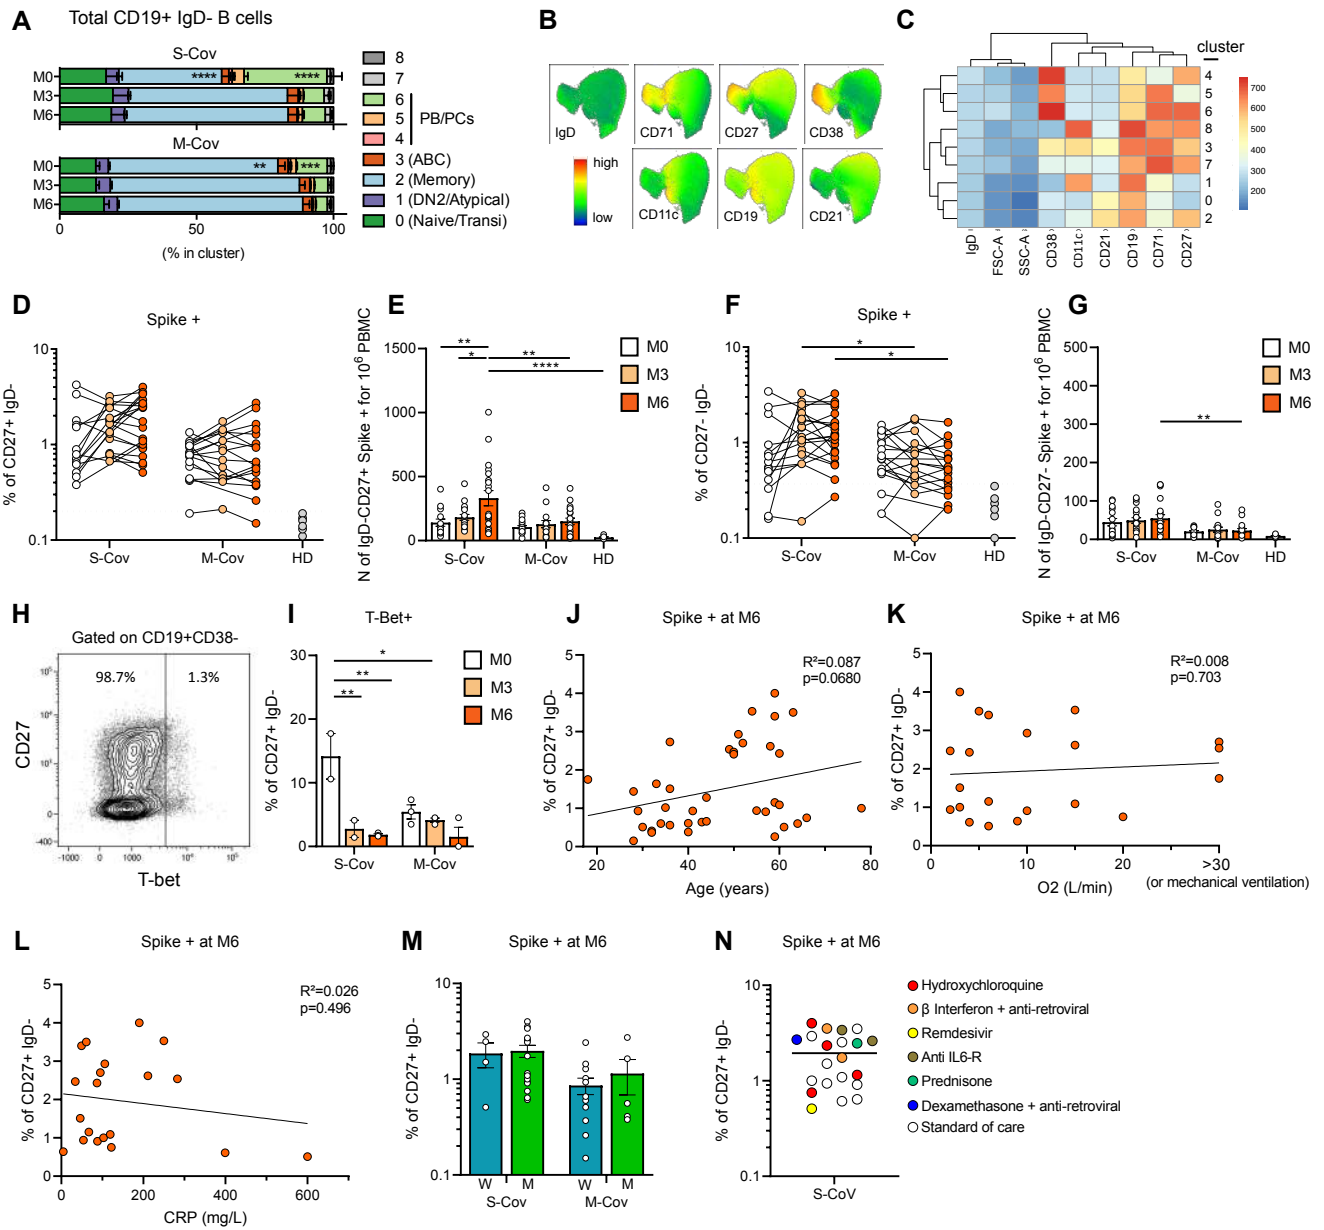 A
Total CD19+ IgD- B cells
S-Cov
M0
****
****
M3
M6
M-Cov
M0
**
***
M3
M6
0
50
100
(% in cluster)
8
7
6
5
4
PB/PCs
3 (ABC)
2 (Memory)
1 (DN2/Atypical)
0 (Naive/Transi)
B
IgD
CD71
CD27
CD38
high
low
CD11c
CD19
CD21
C
cluster
4
5
6
8
3
7
1
0
2
700
600
500
400
300
200
IgD
FSC-A
SSC-A
CD38
CD11c
CD21
CD19
CD71
CD27
D
Spike +
% of CD27+ IgD-
10
1
0.1
S-Cov
M-Cov
HD
E
N of IgD-CD27+ Spike + for 10⁶ PBMC
1500
1000
500
0
**
*
**
****
S-Cov
M-Cov
HD
M0
M3
M6
F
Spike +
% of CD27- IgD-
10
1
0.1
*
*
S-Cov
M-Cov
HD
G
N of IgD-CD27- Spike + for 10⁶ PBMC
500
400
300
200
100
0
**
S-Cov
M-Cov
HD
M0
M3
M6
H
Gated on CD19+CD38-
98.7%
1.3%
CD27
10⁵
10⁴
10³
0
-400
-1000
0
1000
10⁴
10⁵
T-bet
I
T-Bet+
% of CD27+ IgD-
30
20
10
0
*
**
**
S-Cov
M-Cov
M0
M3
M6
J
Spike + at M6
R²=0.087
p=0.0680
% of CD27+ IgD-
5
4
3
2
1
0
20
40
60
80
Age (years)
K
Spike + at M6
R²=0.008
p=0.703
% of CD27+ IgD-
5
4
3
2
1
0
0
10
20
>30
O2 (L/min)
(or mechanical ventilation)
L
Spike + at M6
R²=0.026
p=0.496
% of CD27+ IgD-
5
4
3
2
1
0
0
200
400
600
CRP (mg/L)
M
Spike + at M6
% of CD27+ IgD-
10
1
0.1
W
M
W
M
S-Cov
M-Cov
N
Spike + at M6
% of CD27+ IgD-
10
1
0.1
S-CoV
Hydroxychloroquine
β Interferon + anti-retroviral
Remdesivir
Anti IL6-R
Prednisone
Dexamethasone + anti-retroviral
Standard of care